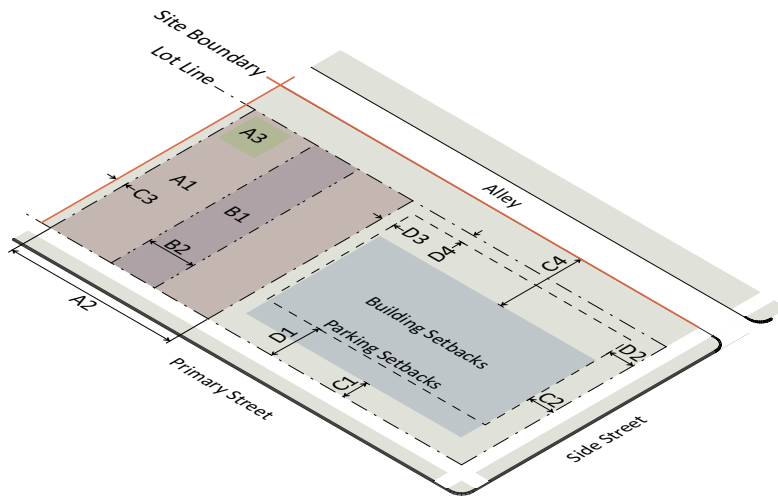 Site Boundary
Lot Line
A3
A1
C3
B1
B2
A2
Alley
D3
D4
C4
Building Setbacks
Parking Setbacks
D1
D2
C1
C2
Primary Street
Side Street